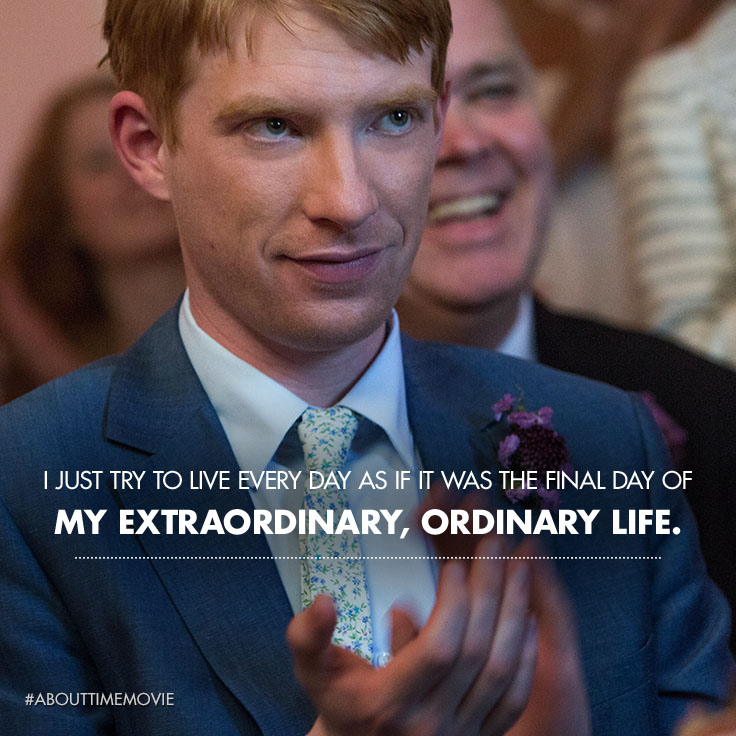 I JUST TRY TO LIVE EVERY DAY AS IF IT WAS THE FINAL DAY OF
MY EXTRAORDINARY, ORDINARY LIFE.
#ABOUTTIMEMOVIE